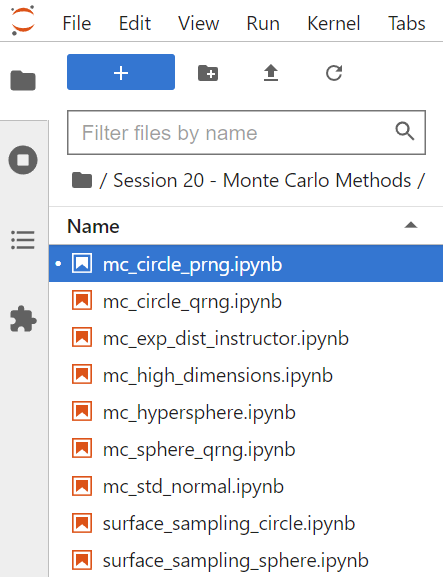 File Edit View Run Kernel Tabs
Filter files by name
/ Session 20 - Monte Carlo Methods /
Name
mc_circle_prng.ipynb
mc_circle_qrng.ipynb
mc_exp_dist_instructor.ipynb
mc_high_dimensions.ipynb
mc_hypersphere.ipynb
mc_sphere_qrng.ipynb
mc_std_normal.ipynb
surface_sampling_circle.ipynb
surface_sampling_sphere.ipynb